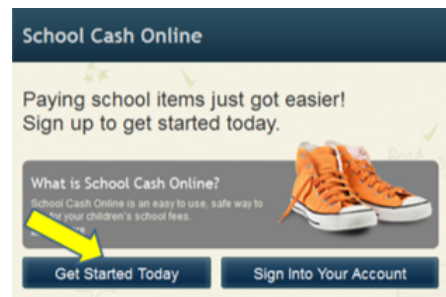 School Cash Online
Paying school items just got easier!
Sign up to get started today.
What is School Cash Online?
School Cash Online is an easy to use, safe way to
for your children's school fees.
Get Started Today
Sign Into Your Account